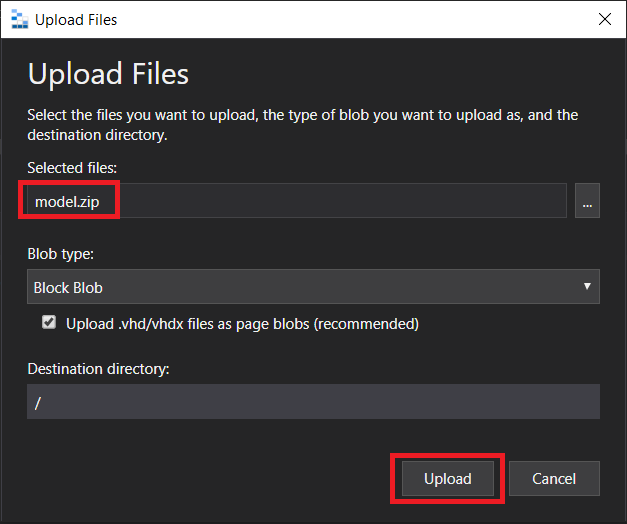 Upload Files
Upload Files
Select the files you want to upload, the type of blob you want to upload as, and the
destination directory.
Selected files:
model.zip
...
Blob type:
Block Blob
Upload .vhd/vhdx files as page blobs (recommended)
Destination directory:
/
Upload
Cancel